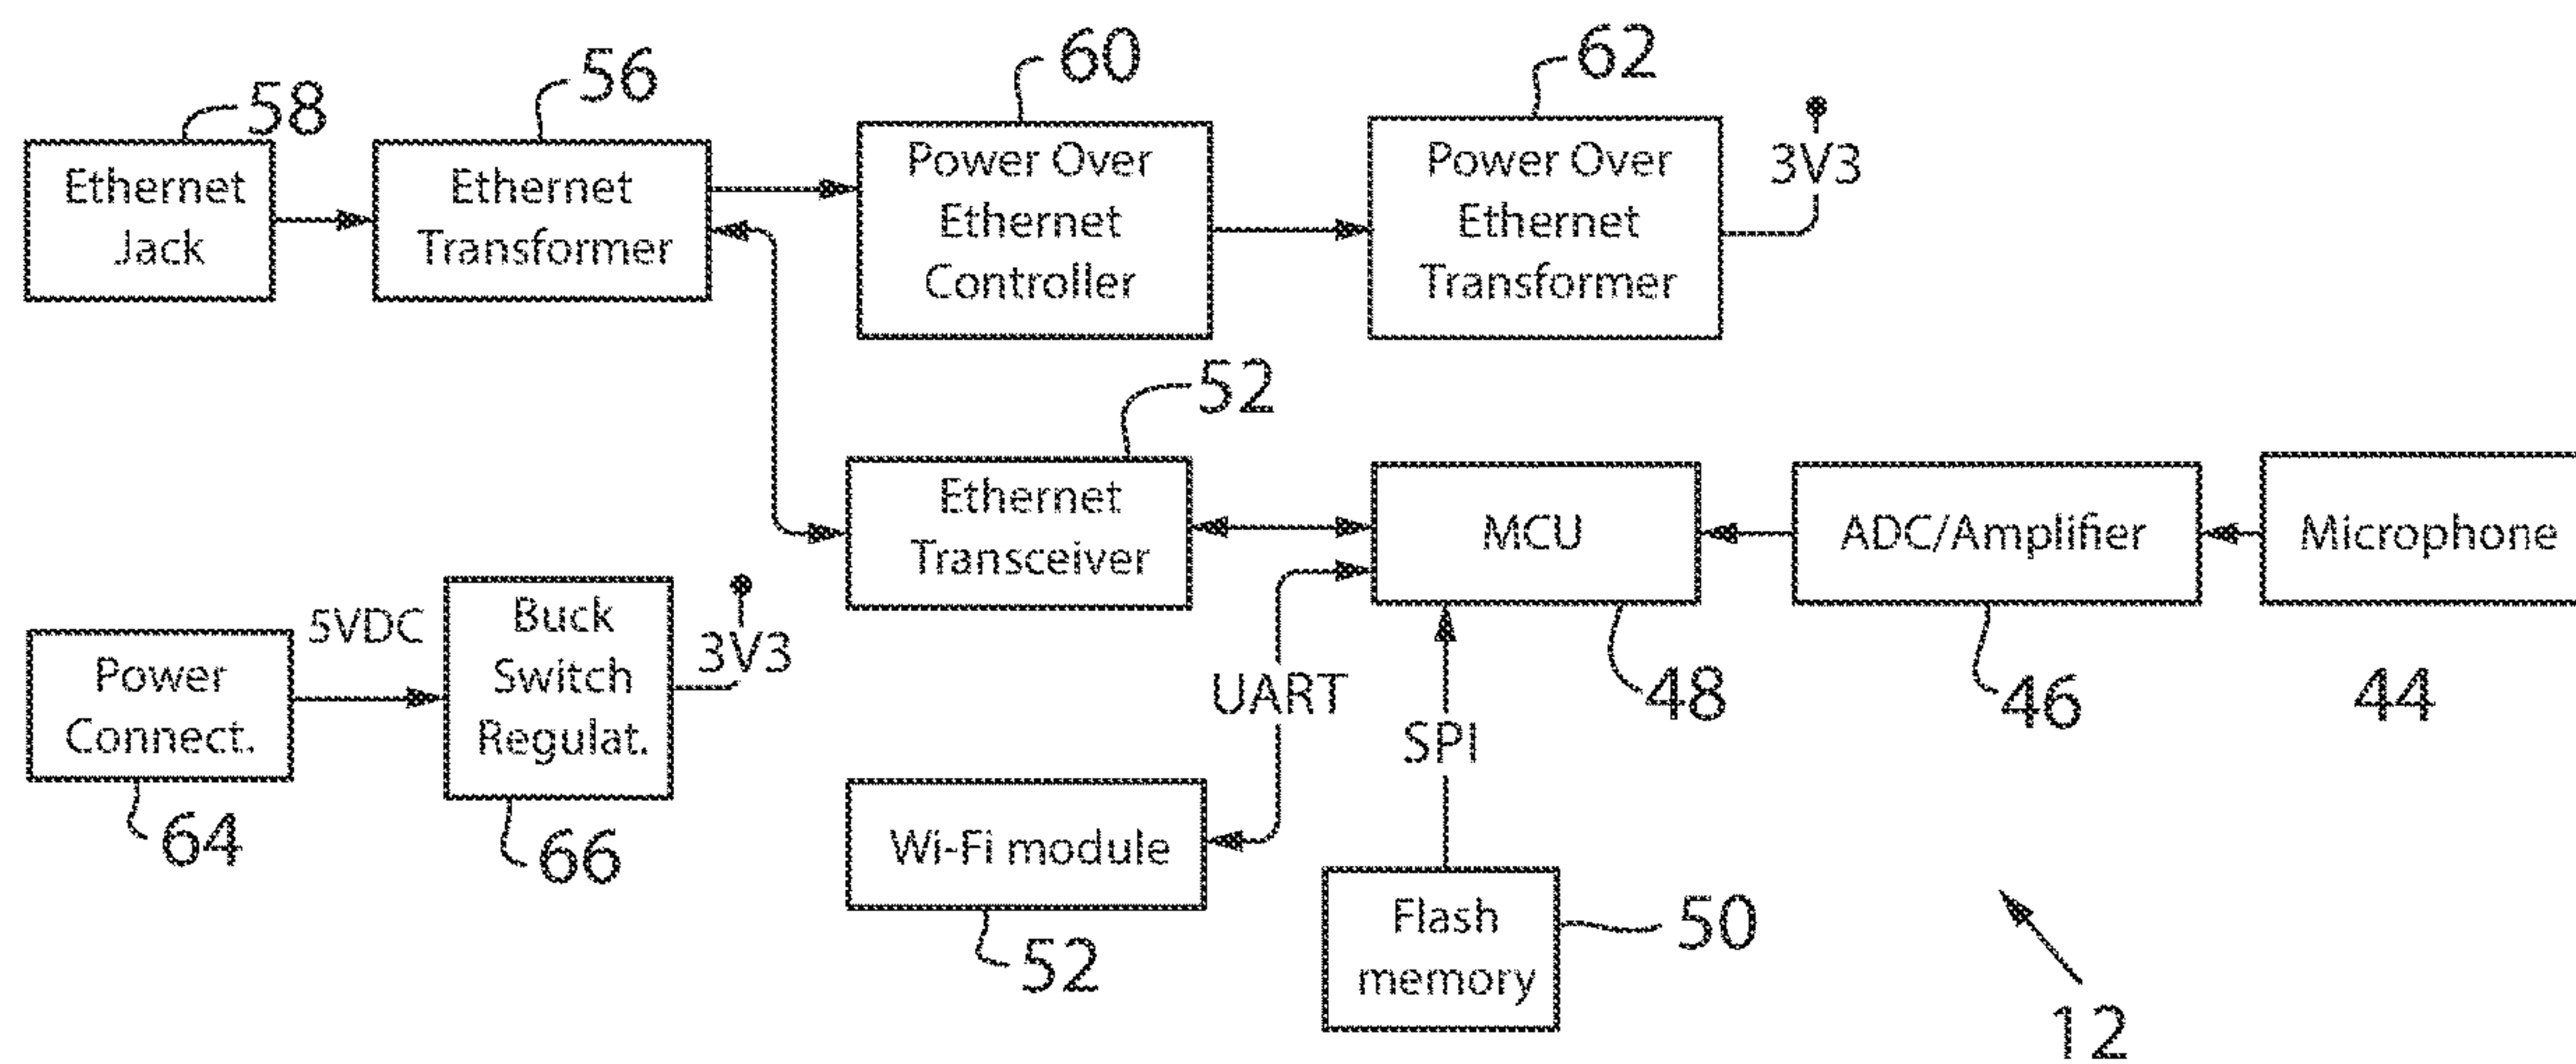 58
56
60
62
Ethernet
Jack
Ethernet
Transformer
Power Over
Ethernet
Controller
Power Over
Ethernet
Transformer
3V3
52
Ethernet
Transceiver
MCU
ADC/Amplifier
Microphone
48
46
44
Power
Connect.
64
5VDC
Buck
Switch
Regulat.
66
3V3
UART
SPI
Wi-Fi module
52
Flash
memory
50
12